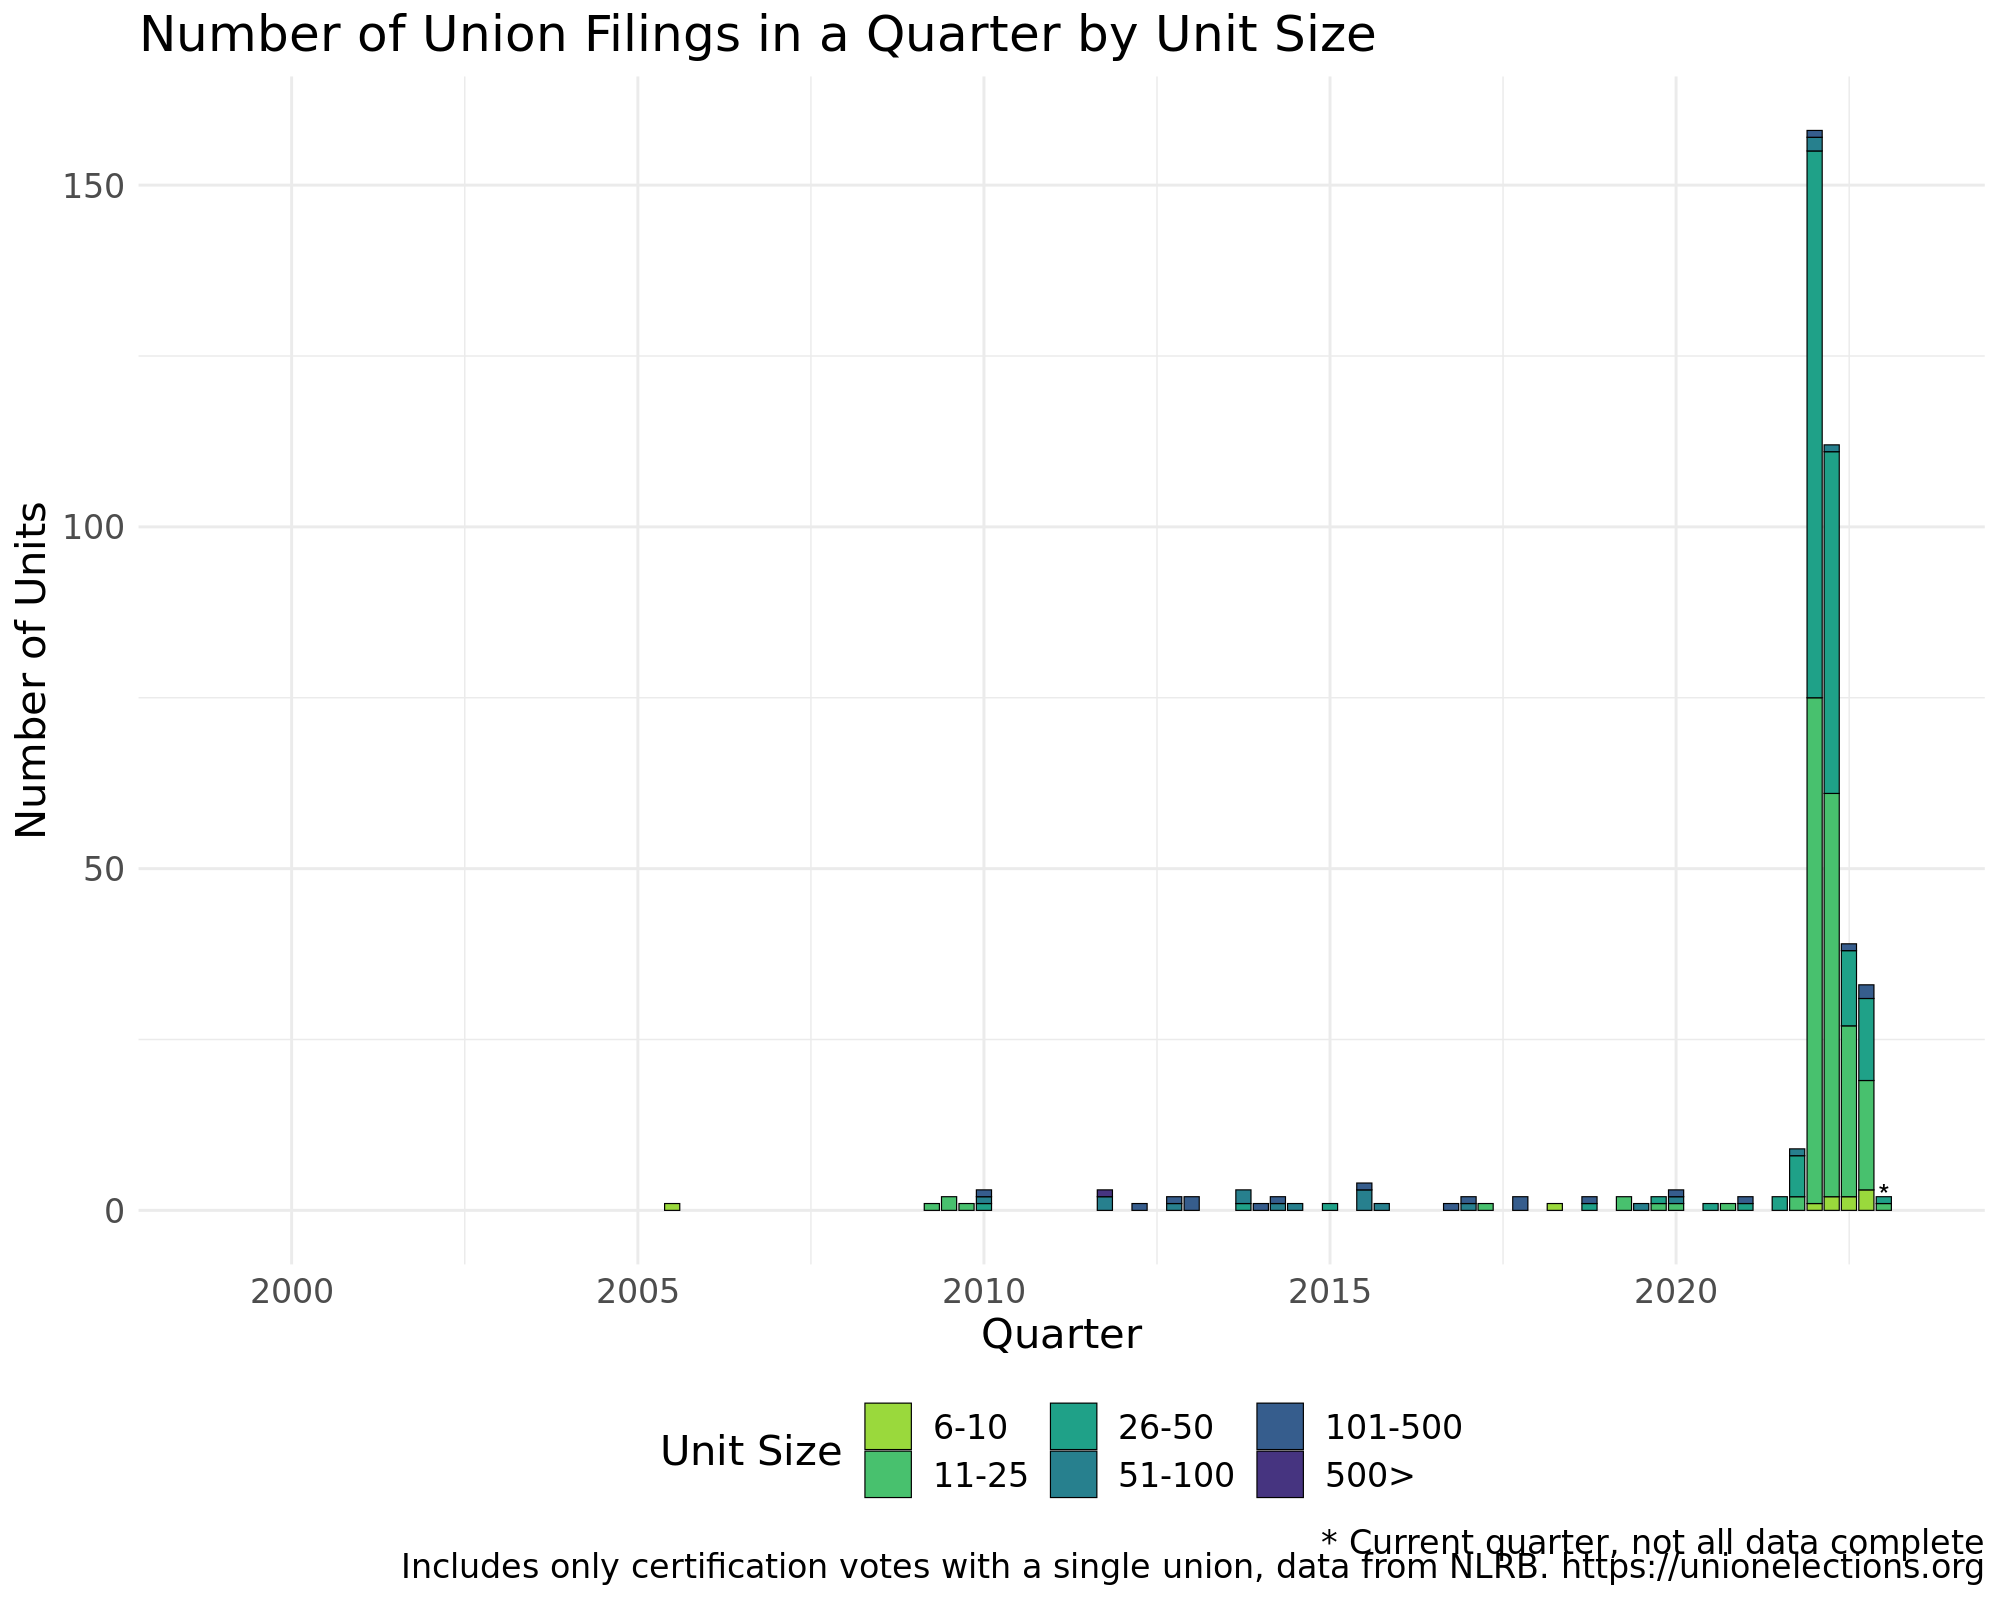 Number of Union Filings in a Quarter by Unit Size
Number of Units
150
100
50
0
*
2000 2005 2010 2015 2020
Quarter
Unit Size
6-10 26-50 101-500
11-25 51-100 500>
* Current quarter, not all data complete
Includes only certification votes with a single union, data from NLRB. https://unionelections.org